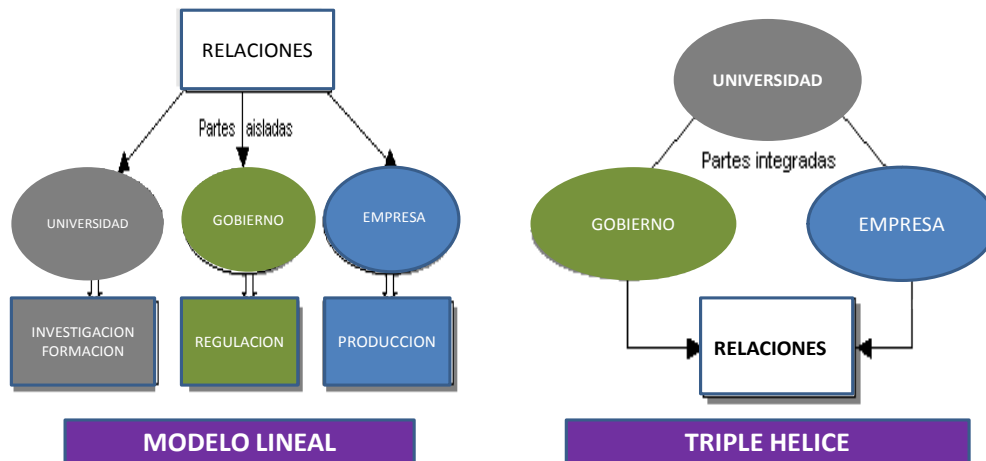 RELACIONES
Partes aisladas
UNIVERSIDAD
GOBIERNO
EMPRESA
INVESTIGACION
FORMACION
REGULACION
PRODUCCION
MODELO LINEAL
UNIVERSIDAD
Partes integradas
GOBIERNO
EMPRESA
RELACIONES
TRIPLE HELICE